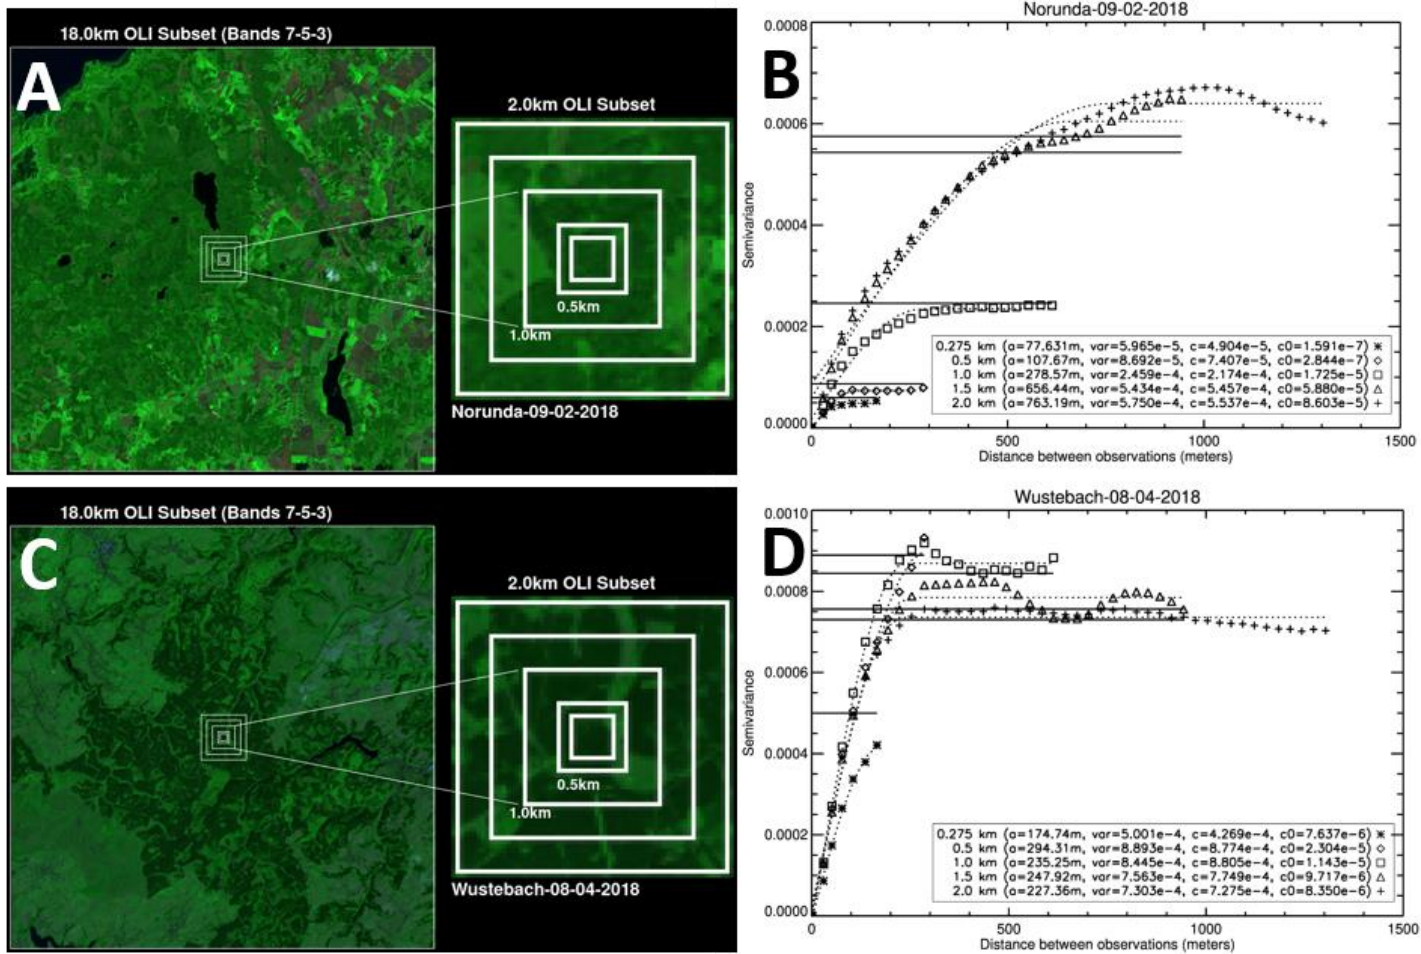 A
18.0km OLI Subset (Bands 7-5-3)
2.0km OLI Subset
0.5km
1.0km
Norunda-09-02-2018
B
Norunda-09-02-2018
0.0008
0.0006
0.0004
0.0002
0.0000
Semivariance
0.275 km (a=77.631m, var=5.965e-5, c=4.904e-5, c0=1.591e-7)
0.5 km (a=107.67m, var=8.692e-5, c=7.407e-5, c0=2.844e-7)
1.0 km (a=278.57m, var=2.459e-4, c=2.174e-4, c0=1.725e-5)
1.5 km (a=656.44m, var=5.434e-4, c=5.457e-4, c0=5.880e-5)
2.0 km (a=763.19m, var=5.750e-4, c=5.537e-4, c0=8.603e-5)
0 500 1000 1500
Distance between observations (meters)
C
18.0km OLI Subset (Bands 7-5-3)
2.0km OLI Subset
0.5km
1.0km
Wustebach-08-04-2018
D
Wustebach-08-04-2018
0.0010
0.0008
0.0006
0.0004
0.0002
0.0000
Semivariance
0.275 km (a=174.74m, var=5.001e-4, c=4.269e-4, c0=7.637e-6)
0.5 km (a=294.31m, var=8.893e-4, c=8.774e-4, c0=2.304e-5)
1.0 km (a=235.25m, var=8.445e-4, c=8.805e-4, c0=1.143e-5)
1.5 km (a=247.92m, var=7.563e-4, c=7.749e-4, c0=9.717e-6)
2.0 km (a=227.36m, var=7.303e-4, c=7.275e-4, c0=8.350e-6)
0 500 1000 1500
Distance between observations (meters)